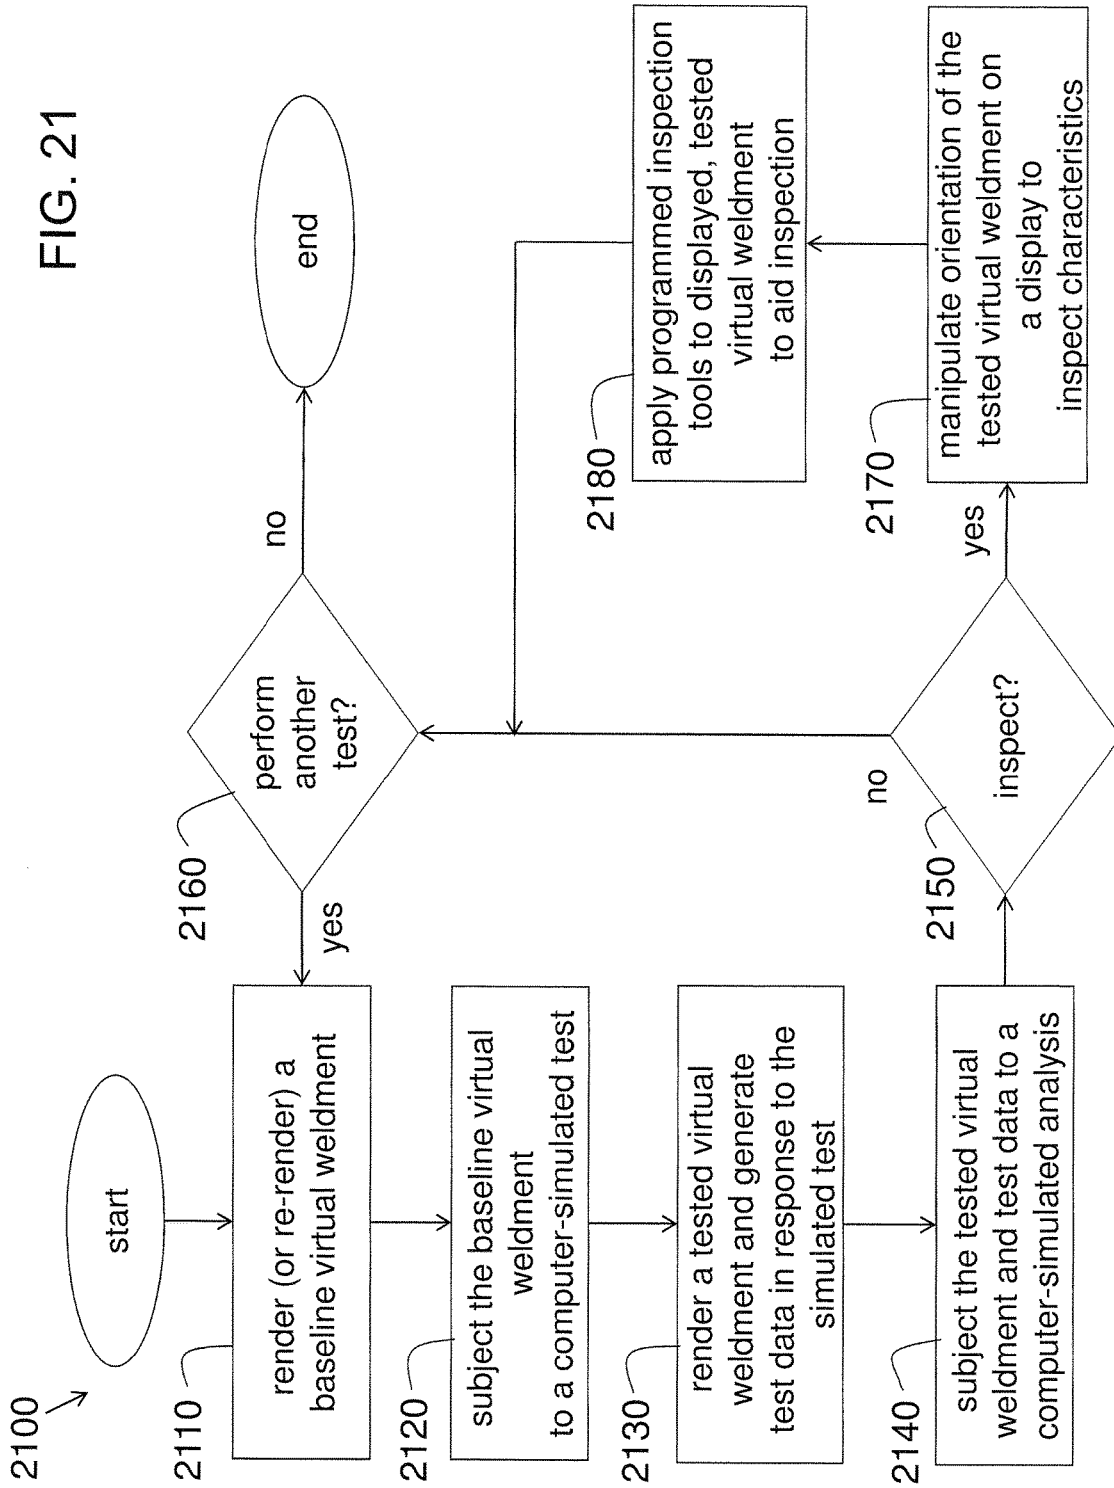 FIG. 21
2100
start
2110
render (or re-render) a
baseline virtual weldment
2120
subject the baseline virtual
weldment
to a computer-simulated test
2130
render a tested virtual
weldment and generate
test data in response to the
simulated test
2140
subject the tested virtual
weldment and test data to a
computer-simulated analysis
2150
inspect?
no
yes
2160
perform
another
test?
yes
no
end
2170
manipulate orientation of the
tested virtual weldment on
a display to
inspect characteristics
2180
apply programmed inspection
tools to displayed, tested
virtual weldment
to aid inspection